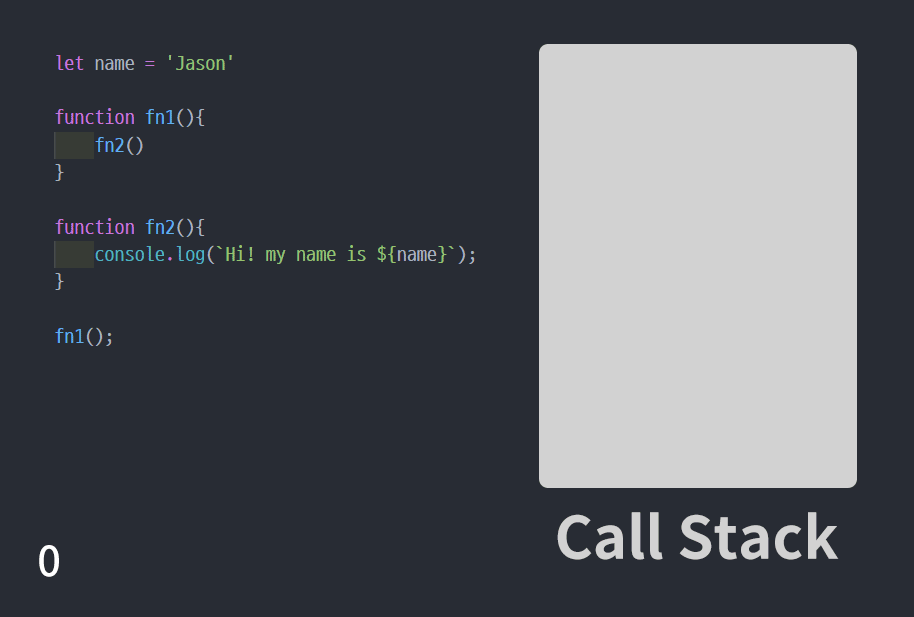 let name = 'Jason'
function fn1(){
fn2()
}
function fn2(){
console.log(`Hi! my name is ${name}`);
}
fn1();
0
Call Stack